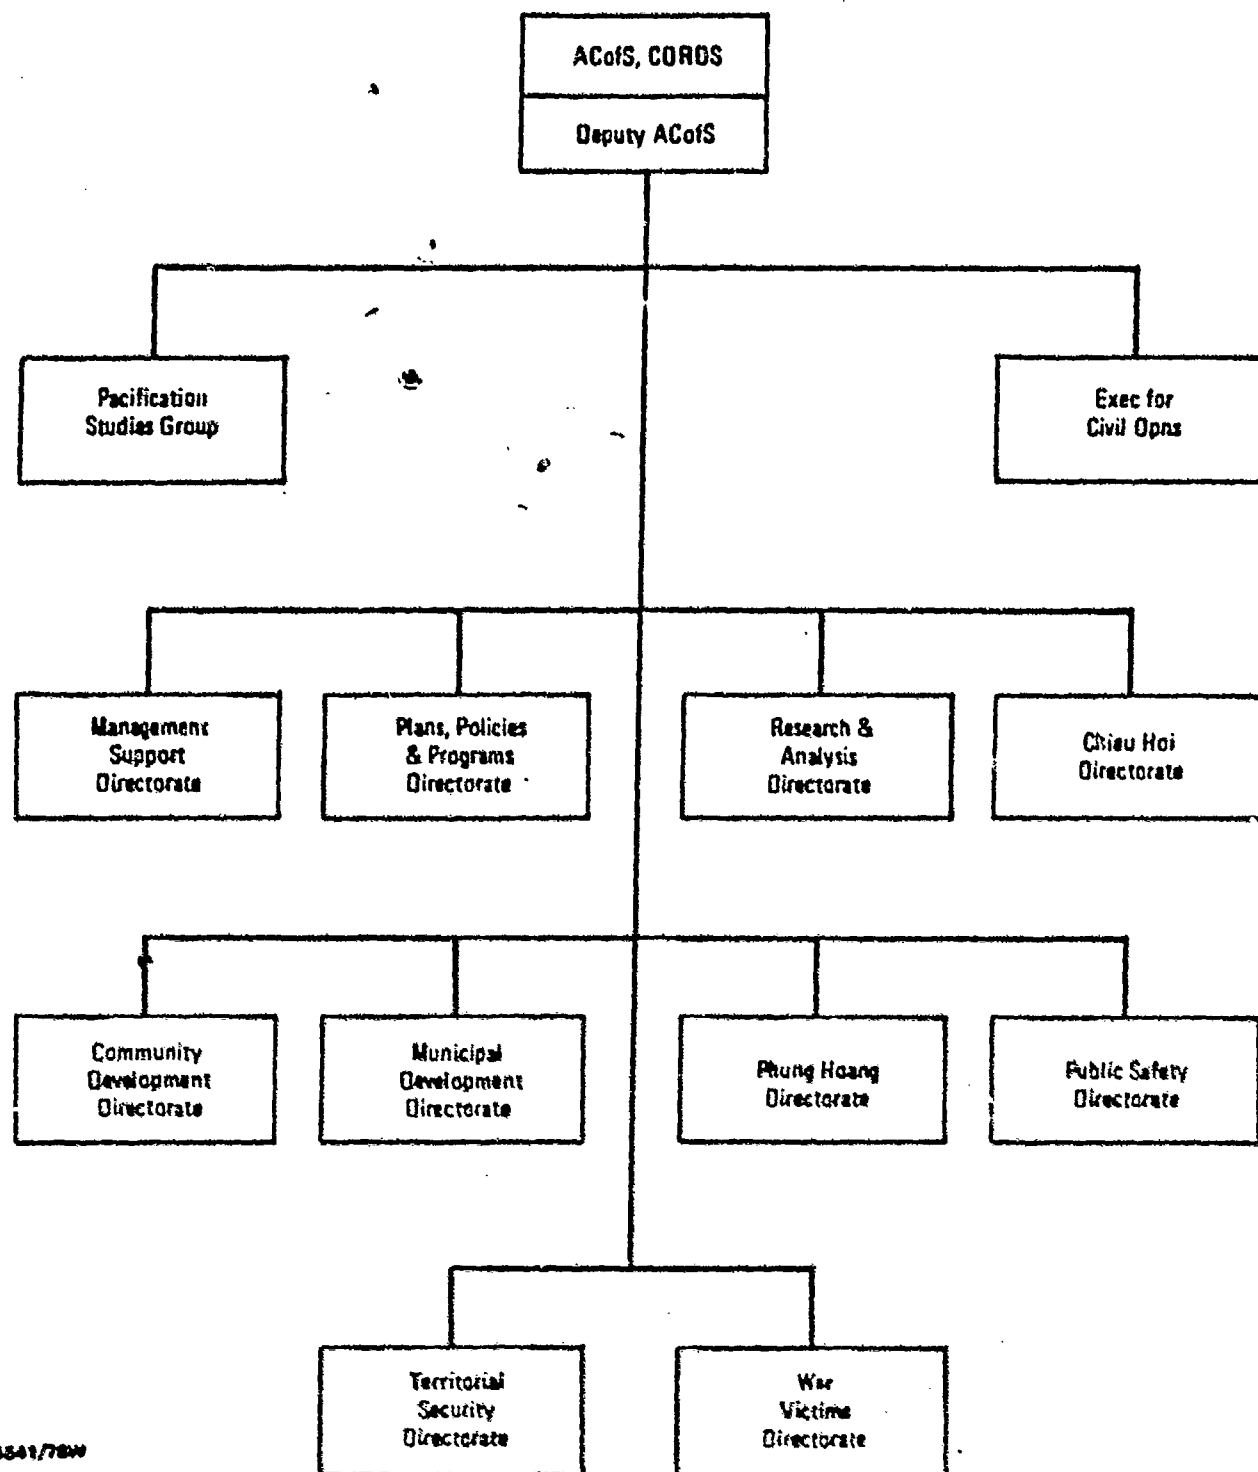 ACofS, CORDS
Deputy ACofS
Pacification
Studies Group
Exec for
Civil Opns
Management
Support
Directorate
Plans, Policies
& Programs
Directorate
Research &
Analysis
Directorate
Chieu Hoi
Directorate
Community
Development
Directorate
Municipal
Development
Directorate
Phung Hoang
Directorate
Public Safety
Directorate
Territorial
Security
Directorate
War
Victims
Directorate